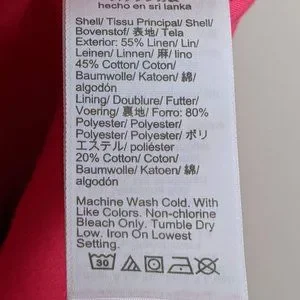 hecho en sri lanka
Shell/ Tissu Principal/ Shell/
Bovenstof/ 表地/ Tela
Exterior: 55% Linen/ Lin/
Leinen/ Linnen/ 麻/ lino
45% Cotton/ Coton/
Baumwolle/ Katoen/ 綿/
algodón
Lining/ Doublure/ Futter/
Voering/ 裏地/ Forro: 80%
Polyester/ Polyester/
Polyester/ Polyester/ ポリ
エステル/ poliéster
20% Cotton/ Coton/
Baumwolle/ Katoen/ 綿/
algodón
Machine Wash Cold. With
Like Colors. Non-chlorine
Bleach Only. Tumble Dry
Low. Iron On Lowest
Setting.
30